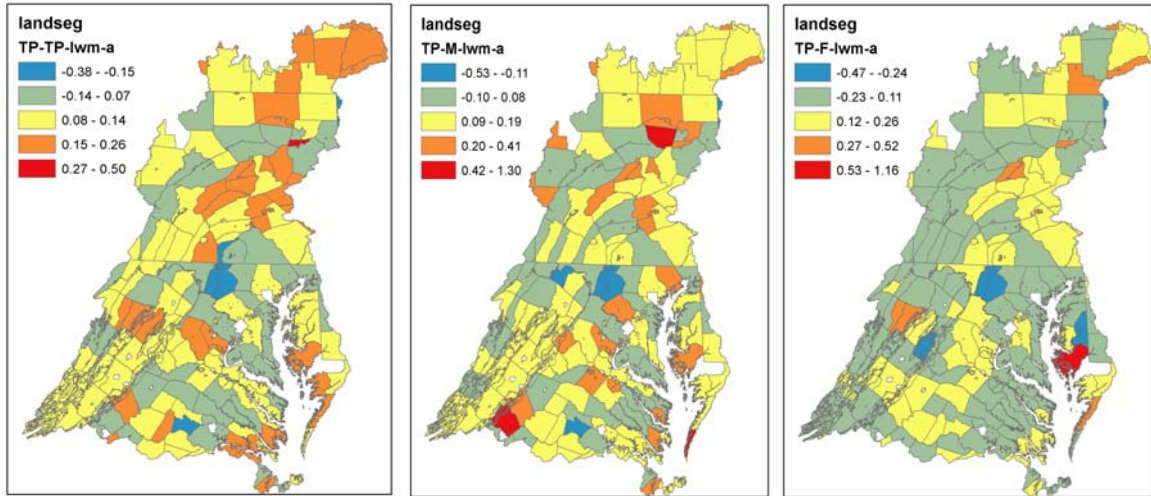 landseg
TP-TP-lwm-a
-0.38 - -0.15
-0.14 - 0.07
0.08 - 0.14
0.15 - 0.26
0.27 - 0.50
landseg
TP-M-lwm-a
-0.53 - -0.11
-0.10 - 0.08
0.09 - 0.19
0.20 - 0.41
0.42 - 1.30
landseg
TP-F-lwm-a
-0.47 - -0.24
-0.23 - 0.11
0.12 - 0.26
0.27 - 0.52
0.53 - 1.16